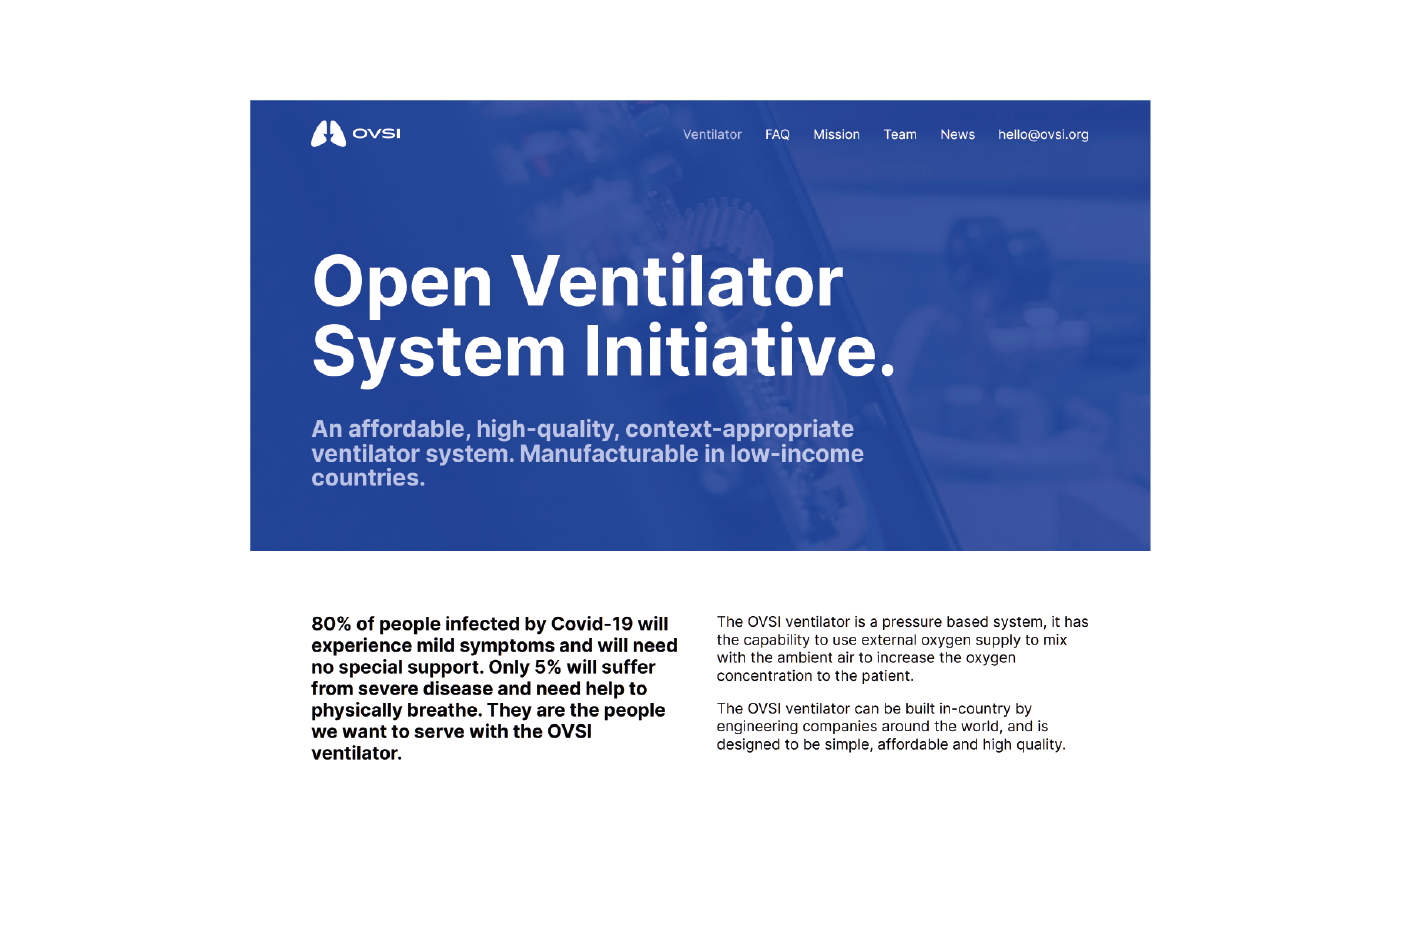 OVSI
Ventilator FAQ Mission Team News hello@ovsi.org
Open Ventilator
System Initiative.
An affordable, high-quality, context-appropriate
ventilator system. Manufacturable in low-income
countries.
80% of people infected by Covid-19 will
experience mild symptoms and will need
no special support. Only 5% will suffer
from severe disease and need help to
physically breathe. They are the people
we want to serve with the OVSI
ventilator.
The OVSI ventilator is a pressure based system, it has
the capability to use external oxygen supply to mix
with the ambient air to increase the oxygen
concentration to the patient.
The OVSI ventilator can be built in-country by
engineering companies around the world, and is
designed to be simple, affordable and high quality.